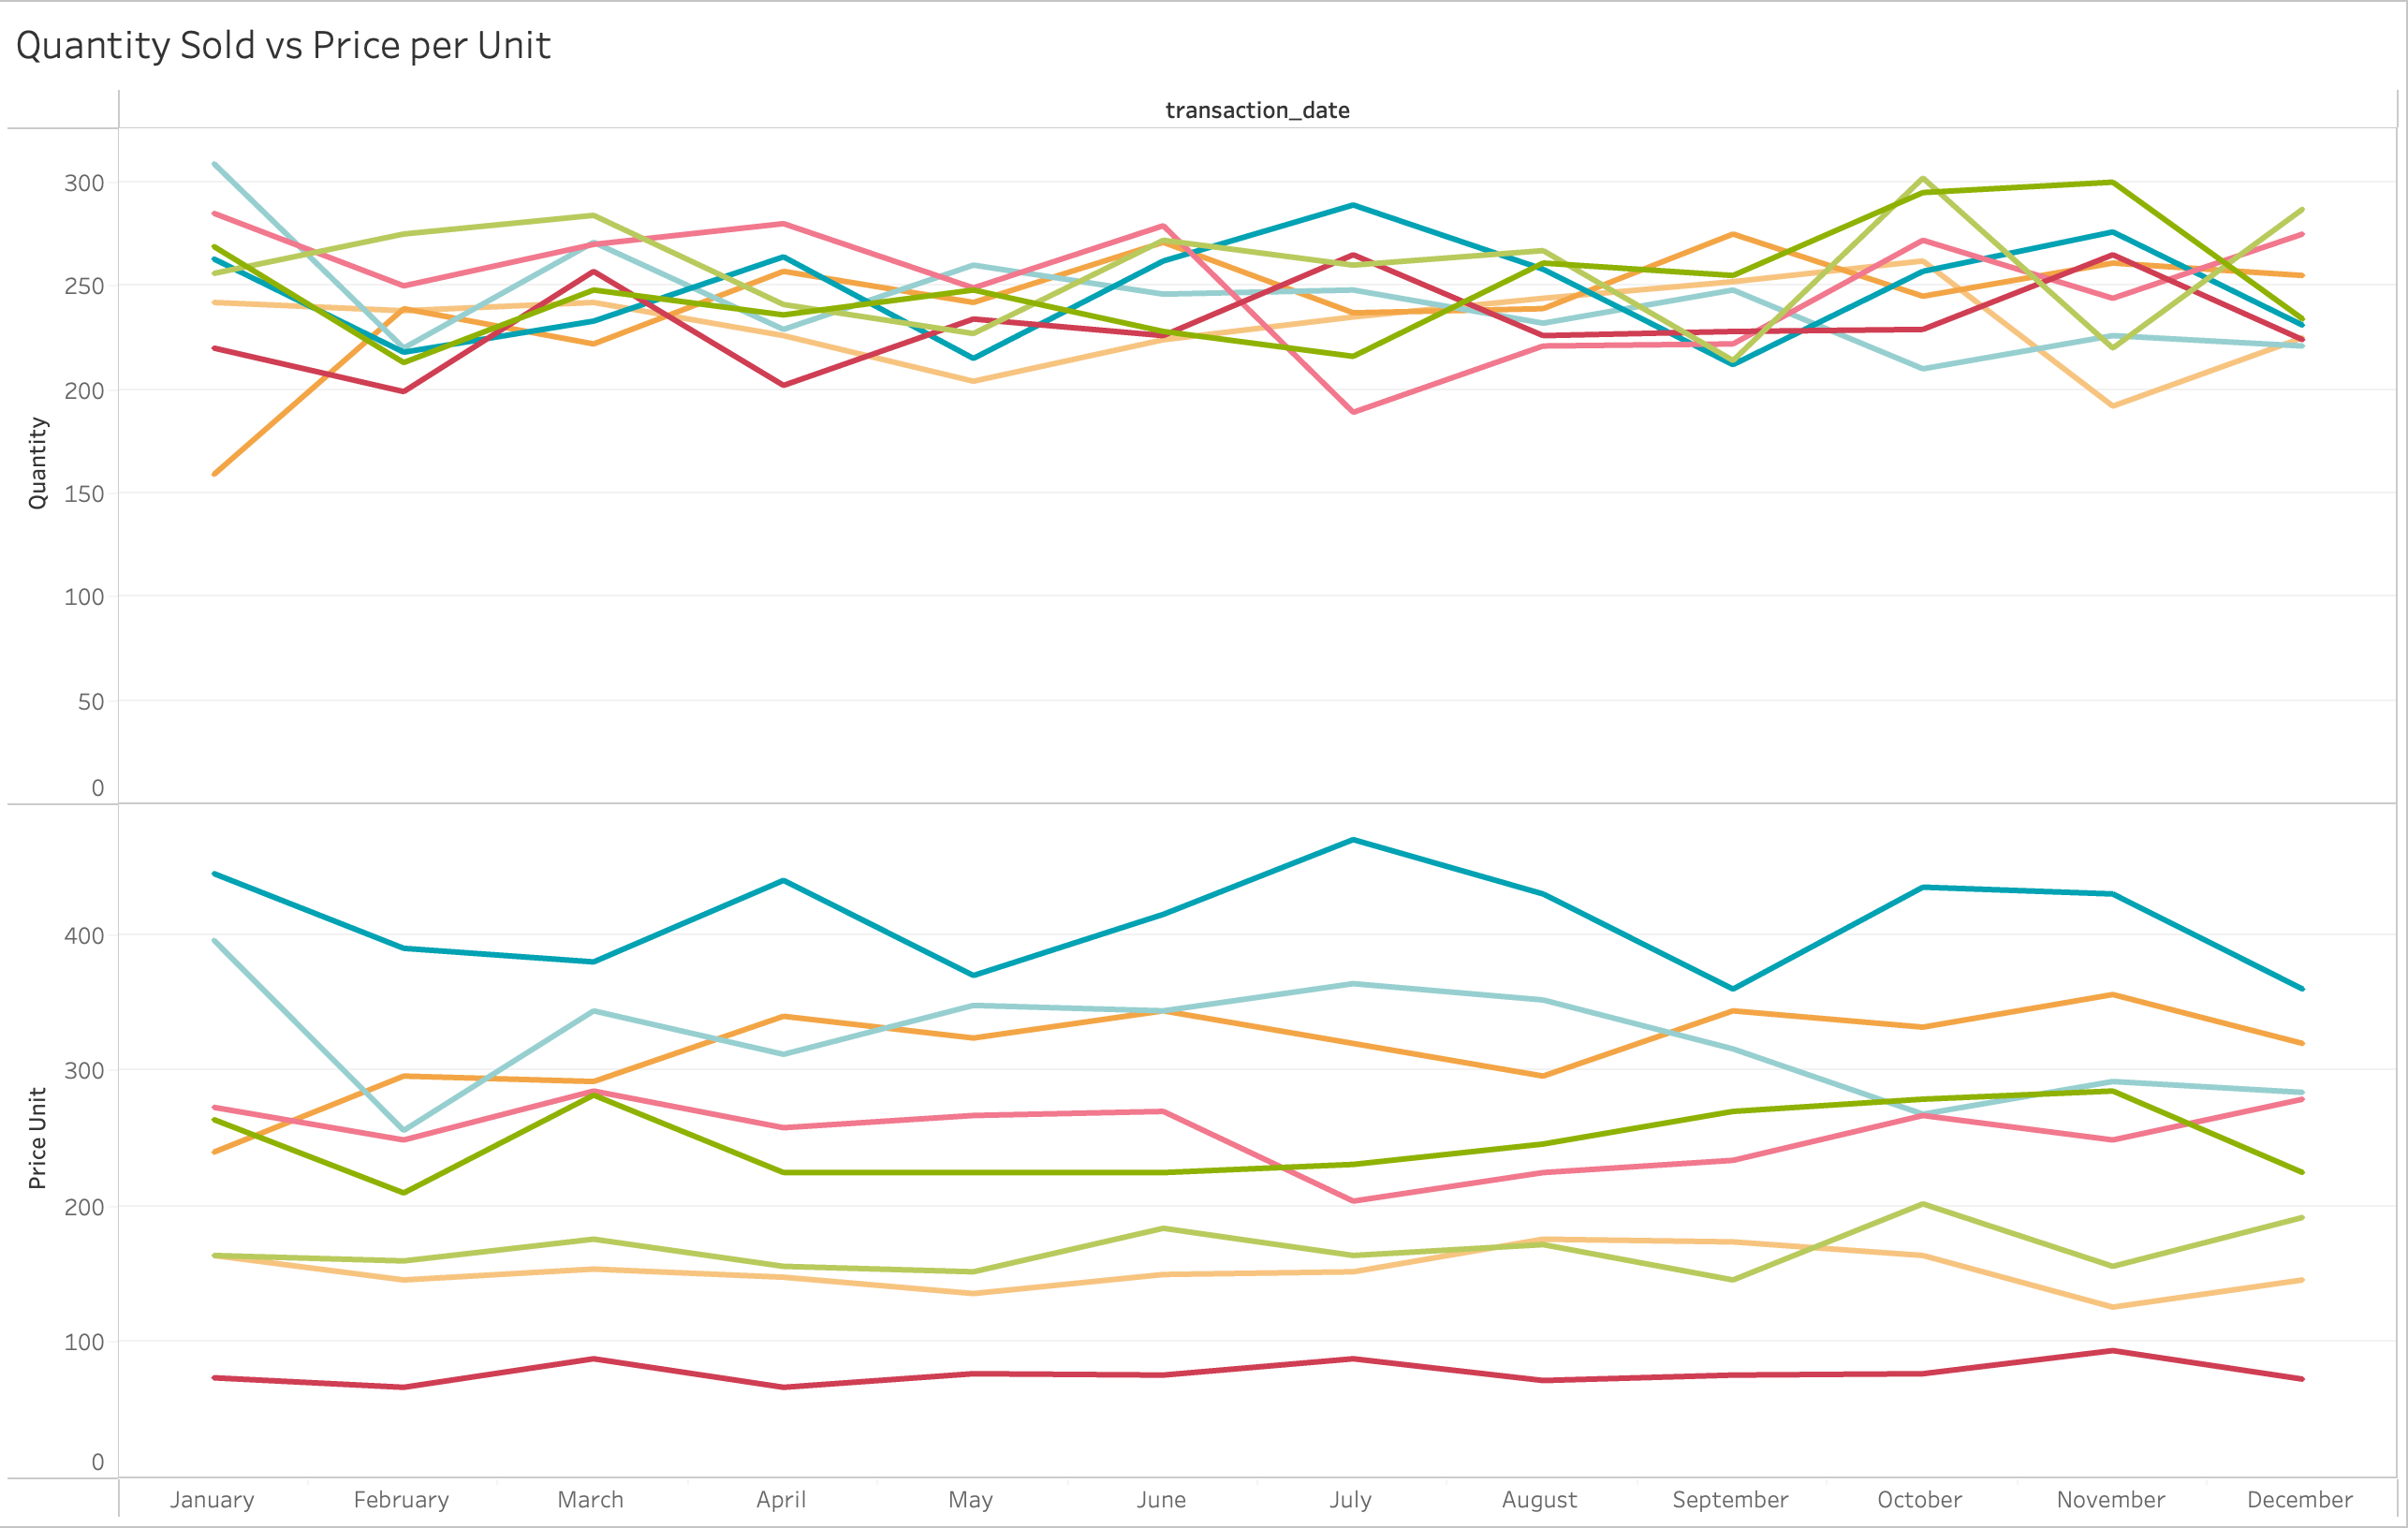 Quantity Sold vs Price per Unit
transaction_date
Quantity
300
250
200
150
100
50
0
Price Unit
400
300
200
100
0
January February March April May June July August September October November December